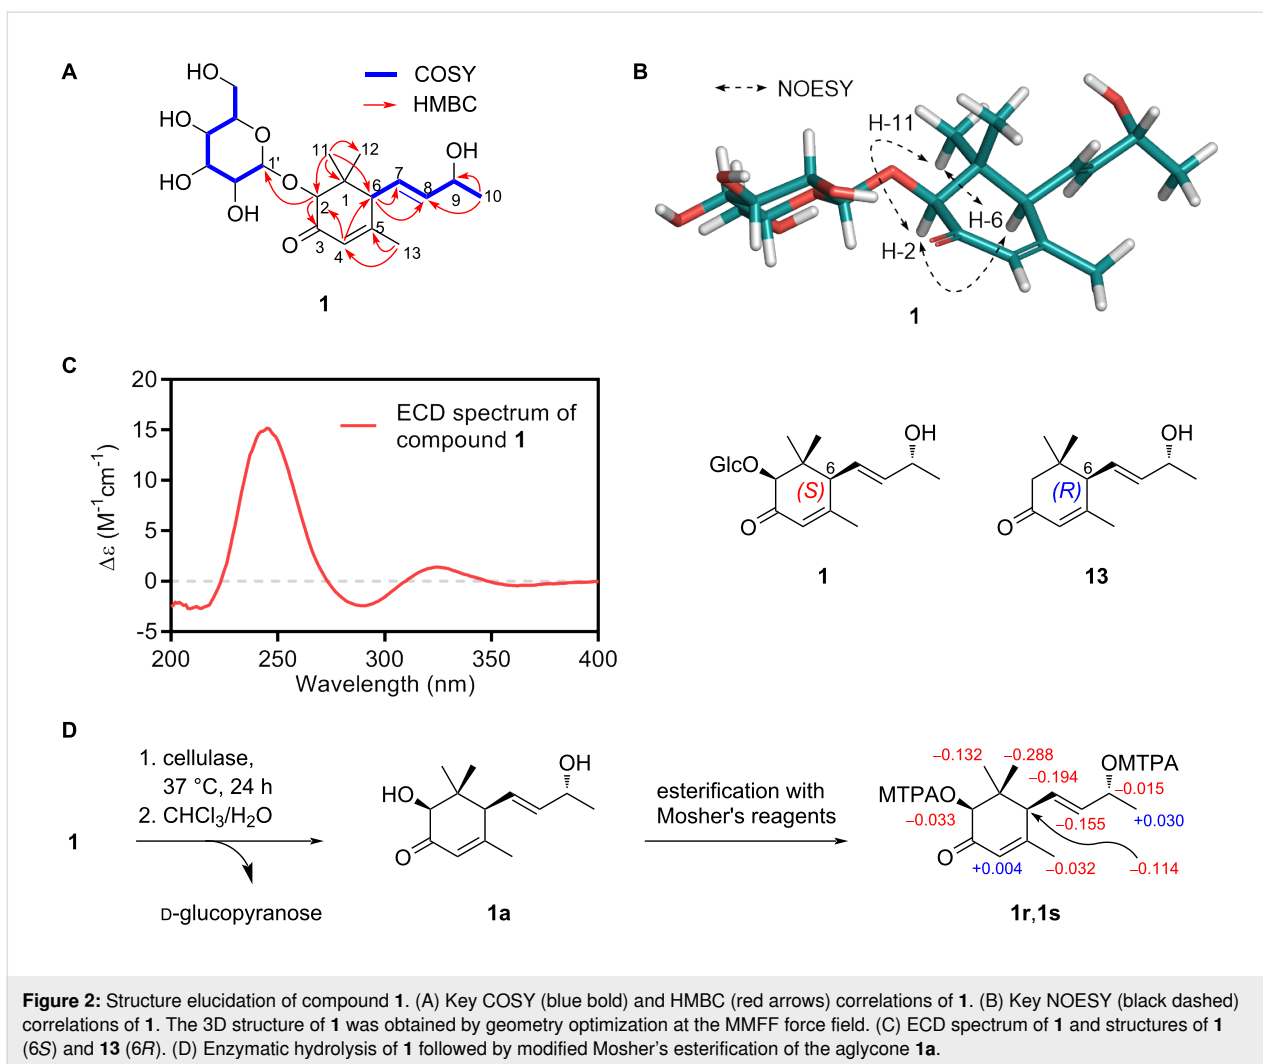 A
COSY
HMBC
HO
HO
HO
OH
O
1'
O
11
12
OH
7
6
8
9
10
1
2
3
4
5
13
O
1
B
NOESY
H-11
H-6
H-2
1
C
20
15
10
5
0
-5
200
250
300
350
400
Δε (M⁻¹cm⁻¹)
Wavelength (nm)
ECD spectrum of
compound 1
GlcO
O
OH
6
(S)
1
O
OH
6
(R)
13
D
1
1. cellulase,
37 °C, 24 h
2. CHCl₃/H₂O
D-glucopyranose
HO
O
OH
1a
esterification with
Mosher's reagents
−0.132
−0.288
OMTPA
−0.194
−0.015
MTPAO
−0.033
−0.155
+0.030
O
+0.004
−0.032
−0.114
1r,1s
Figure 2: Structure elucidation of compound 1. (A) Key COSY (blue bold) and HMBC (red arrows) correlations of 1. (B) Key NOESY (black dashed)
correlations of 1. The 3D structure of 1 was obtained by geometry optimization at the MMFF force field. (C) ECD spectrum of 1 and structures of 1
(6S) and 13 (6R). (D) Enzymatic hydrolysis of 1 followed by modified Mosher’s esterification of the aglycone 1a.